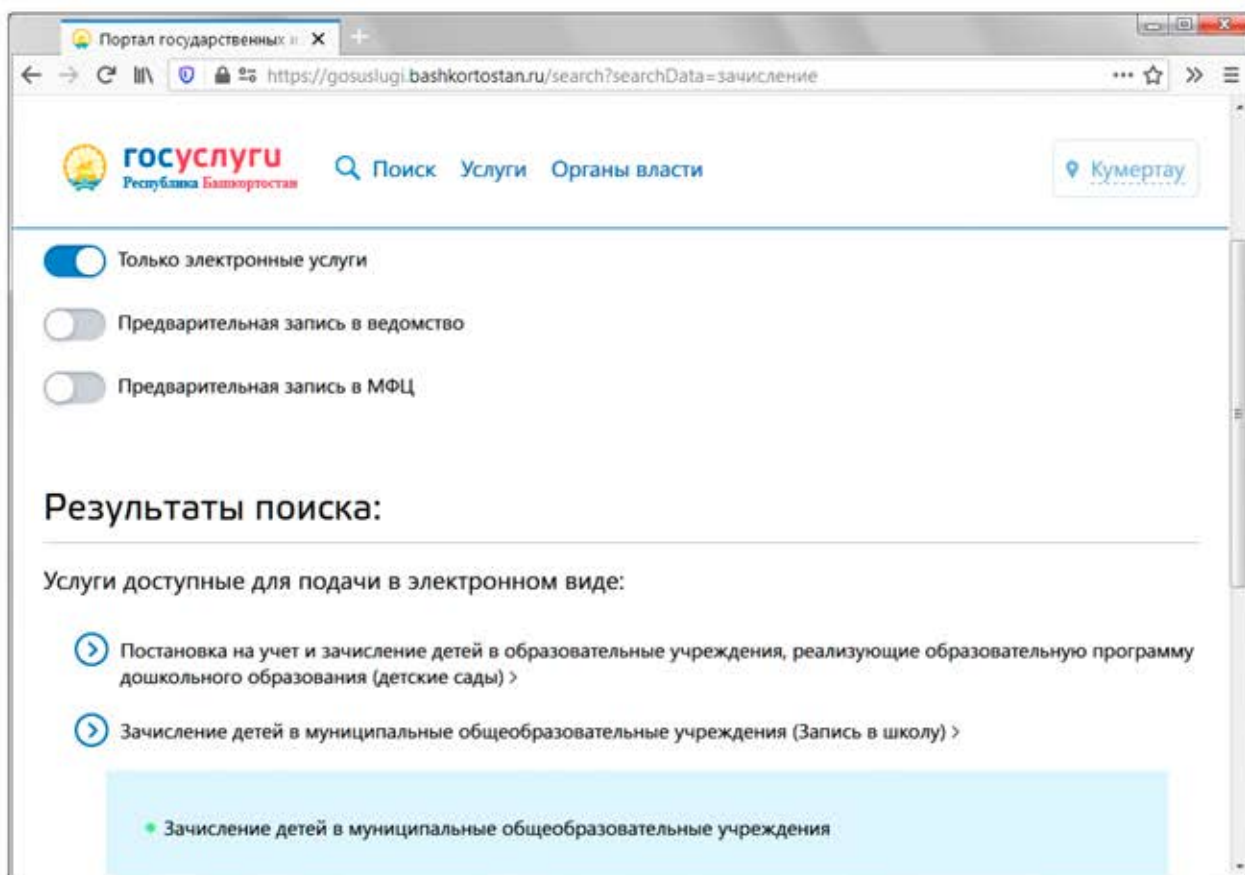 Портал государственных и
https://gosuslugi.bashkortostan.ru/search?searchData=зачисление
госуслуги
Республика Башкортостан
Поиск Услуги Органы власти
Кумертау
Только электронные услуги
Предварительная запись в ведомство
Предварительная запись в МФЦ
Результаты поиска:
Услуги доступные для подачи в электронном виде:
Постановка на учет и зачисление детей в образовательные учреждения, реализующие образовательную программу
дошкольного образования (детские сады) >
Зачисление детей в муниципальные общеобразовательные учреждения (Запись в школу) >
Зачисление детей в муниципальные общеобразовательные учреждения